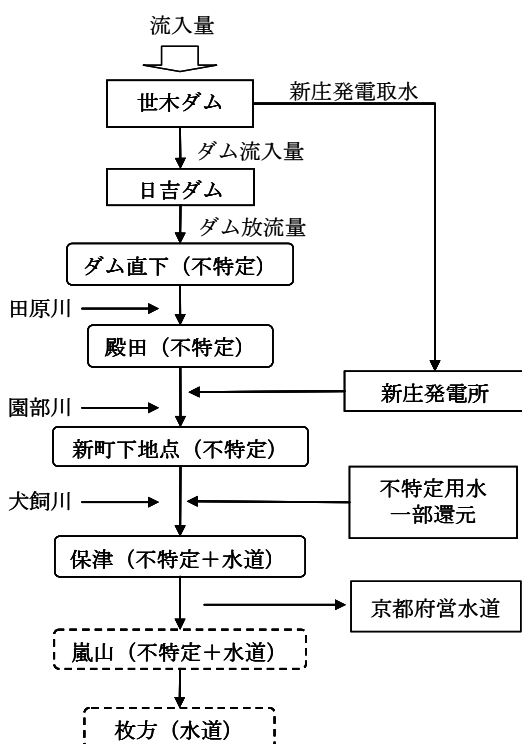 流入量
世木ダム
新庄発電取水
ダム流入量
日吉ダム
ダム放流量
ダム直下（不特定）
田原川
殿田（不特定）
新庄発電所
園部川
新町下地点（不特定）
犬飼川
不特定用水
一部還元
保津（不特定＋水道）
京都府営水道
嵐山（不特定＋水道）
枚方（水道）